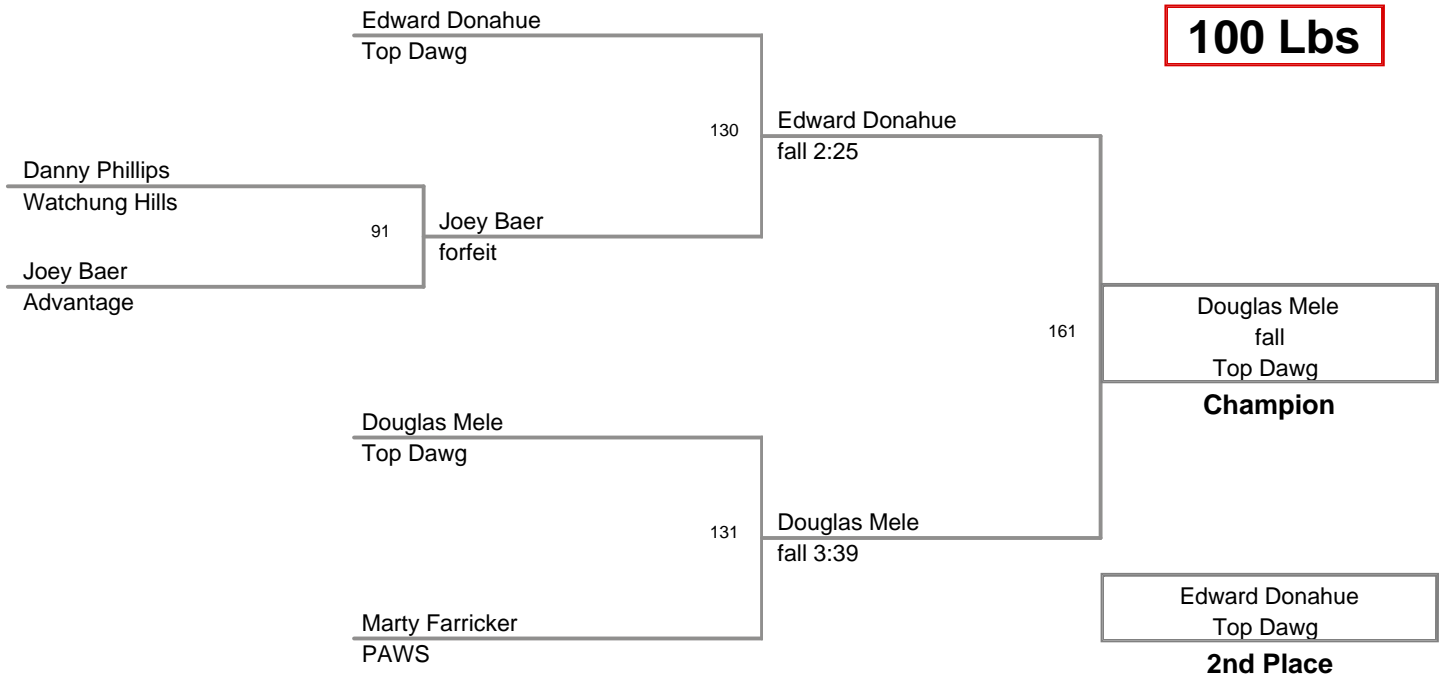 Edward Donahue
Top Dawg
100 Lbs
130
Edward Donahue
fall 2:25
Danny Phillips
Watchung Hills
91
Joey Baer
forfeit
Joey Baer
Advantage
161
Douglas Mele
fall
Top Dawg
Champion
Douglas Mele
Top Dawg
131
Douglas Mele
fall 3:39
Marty Farricker
PAWS
Edward Donahue
Top Dawg
2nd Place